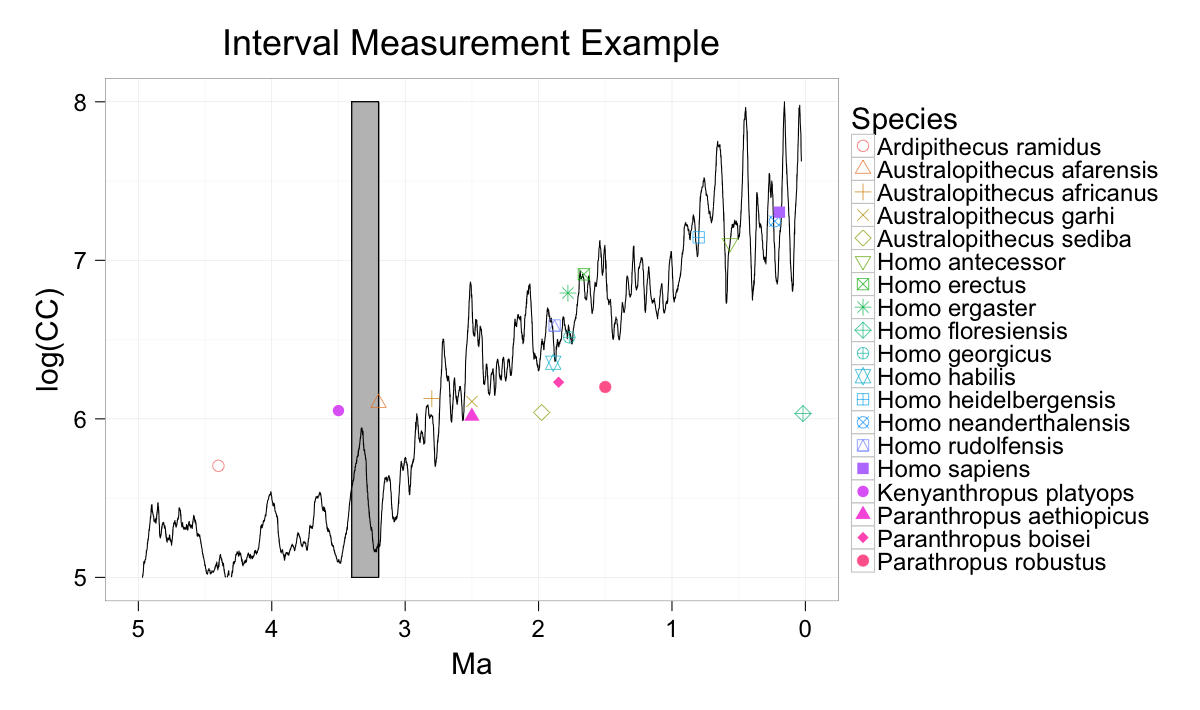 Interval Measurement Example
8
7
6
5
log(CC)
5 4 3 2 1 0
Ma
Species
Ardipithecus ramidus
Australopithecus afarensis
Australopithecus africanus
Australopithecus garhi
Australopithecus sediba
Homo antecessor
Homo erectus
Homo ergaster
Homo floresiensis
Homo georgicus
Homo habilis
Homo heidelbergensis
Homo neanderthalensis
Homo rudolfensis
Homo sapiens
Kenyanthropus platyops
Paranthropus aethiopicus
Paranthropus boisei
Parathropus robustus